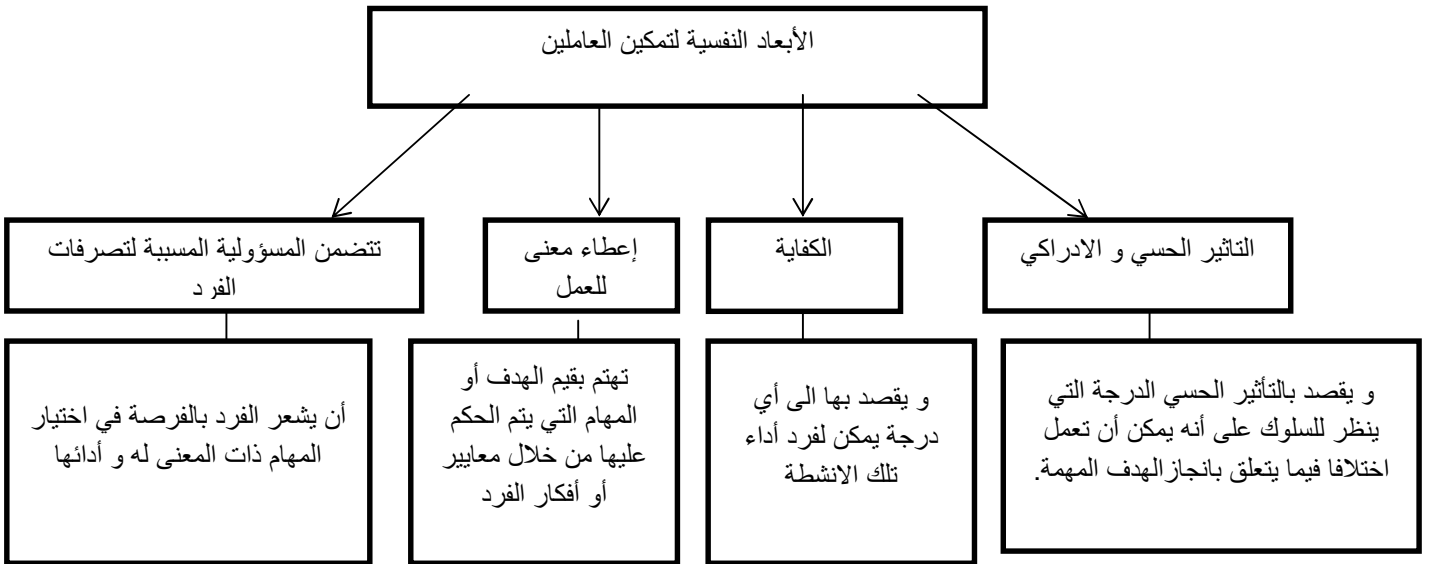 الأبعاد النفسية لتمكين العاملين
التاثير الحسي و الادراكي
الكفاية
إعطاء معنى
للعمل
تتضمن المسؤولية المسببة لتصرفات
الفرد
و يقصد بالتأثير الحسي الدرجة التي
ينظر للسلوك على أنه يمكن أن تعمل
اختلافا فيما يتعلق بانجازالهدف المهمة.
و يقصد بها الى أي
درجة يمكن لفرد أداء
تلك الانشطة
تهتم بقيم الهدف أو
المهام التي يتم الحكم
عليها من خلال معايير
أو أفكار الفرد
أن يشعر الفرد بالفرصة في اختيار
المهام ذات المعنى له و أدائها